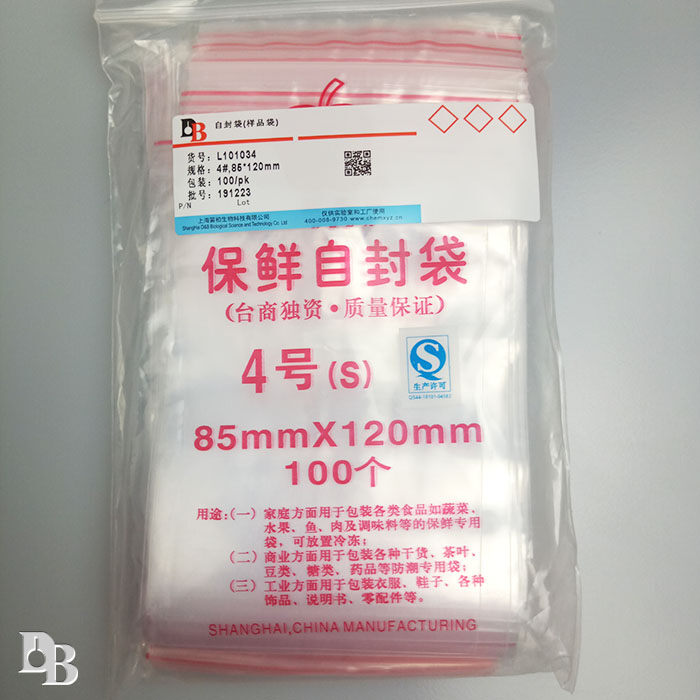 DB 自封袋(样品袋)
货号: L101034
规格: 4#,85*120mm
包装: 100/pk
批号: 191223
P/N Lot
上海笛柏生物科技有限公司 仅供实验室和工厂使用
Shanghai D&B Biological Science and Technology Co. Ltd 400-008-9730 www.chemxyz.cn
保鲜自封袋
(台商独资·质量保证)
4号(S)
QS
生产许可
85mmX120mm
100个
用途:(一) 家庭方面用于包装各类食品如蔬菜、
水果、鱼、肉及调味料等的保鲜专用
袋,可放置冷冻;
(二) 商业方面用于包装各种干货、茶叶、
豆类、糖类、药品等防潮专用袋;
(三) 工业方面用于包装衣服、鞋子、各种
饰品、说明书、零配件等。
SHANGHAI,CHINA MANUFACTURING
DB